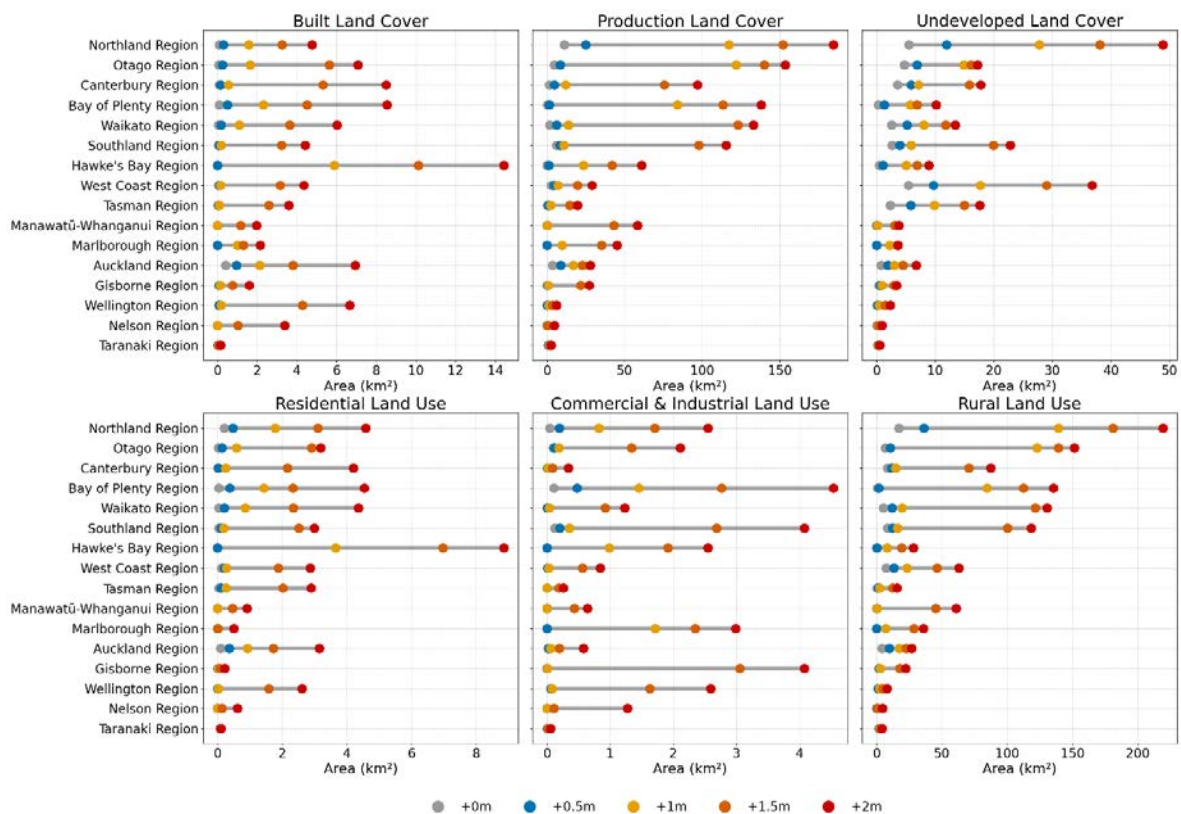 Built Land Cover
Production Land Cover
Undeveloped Land Cover
Northland Region
Otago Region
Canterbury Region
Bay of Plenty Region
Waikato Region
Southland Region
Hawke's Bay Region
West Coast Region
Tasman Region
Manawatū-Whanganui Region
Marlborough Region
Auckland Region
Gisborne Region
Wellington Region
Nelson Region
Taranaki Region
0 2 4 6 8 10 12 14
0 50 100 150
0 10 20 30 40 50
Area (km²)
Area (km²)
Area (km²)
Residential Land Use
Commercial & Industrial Land Use
Rural Land Use
Northland Region
Otago Region
Canterbury Region
Bay of Plenty Region
Waikato Region
Southland Region
Hawke's Bay Region
West Coast Region
Tasman Region
Manawatū-Whanganui Region
Marlborough Region
Auckland Region
Gisborne Region
Wellington Region
Nelson Region
Taranaki Region
0 2 4 6 8
0 1 2 3 4
0 50 100 150 200
Area (km²)
Area (km²)
Area (km²)
+0m +0.5m +1m +1.5m +2m